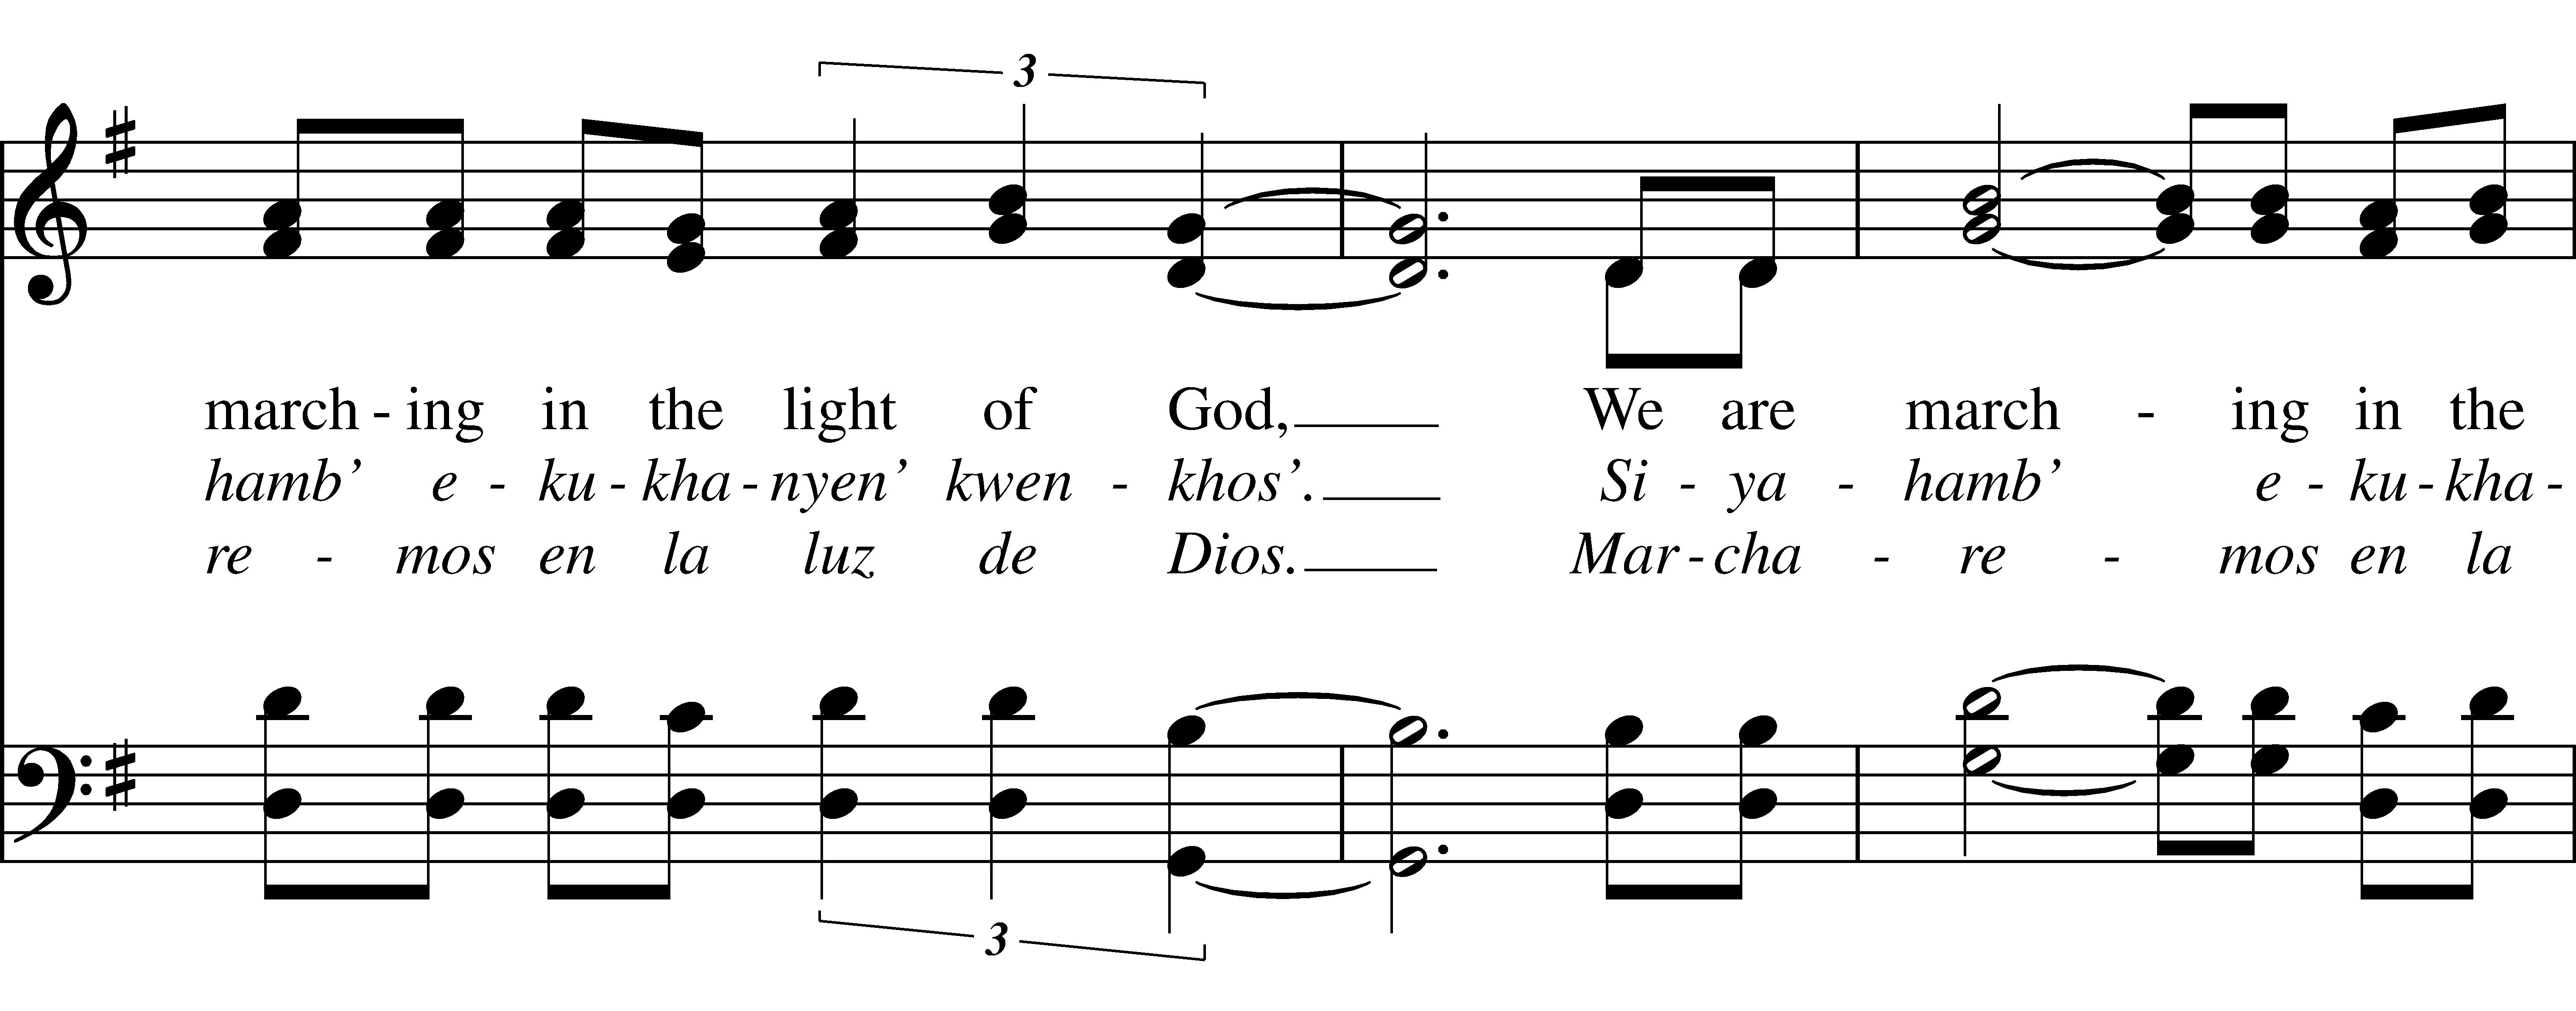 3
march - ing in the light of God, We are march - ing in the
hamb’ e - ku - kha - nyen’ kwen - khos’. Si - ya - hamb’ e - ku - kha -
re - mos en la luz de Dios. Mar - cha - re - mos en la
3